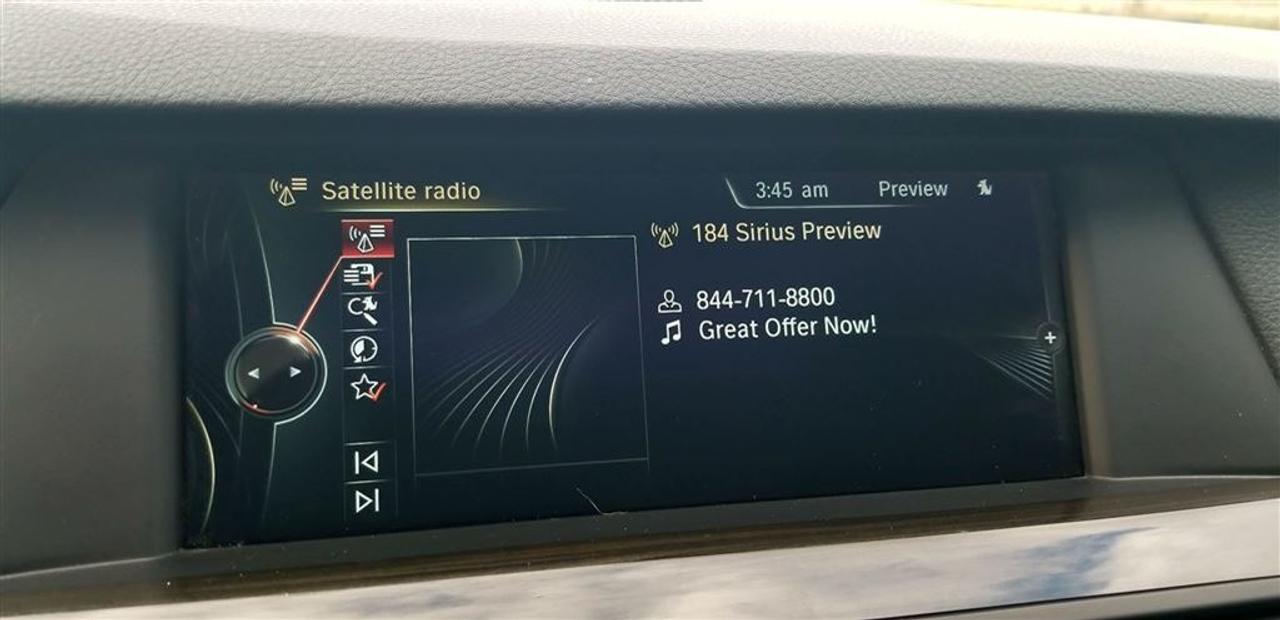 Satellite radio
3:45 am Preview
184 Sirius Preview
844-711-8800
Great Offer Now!